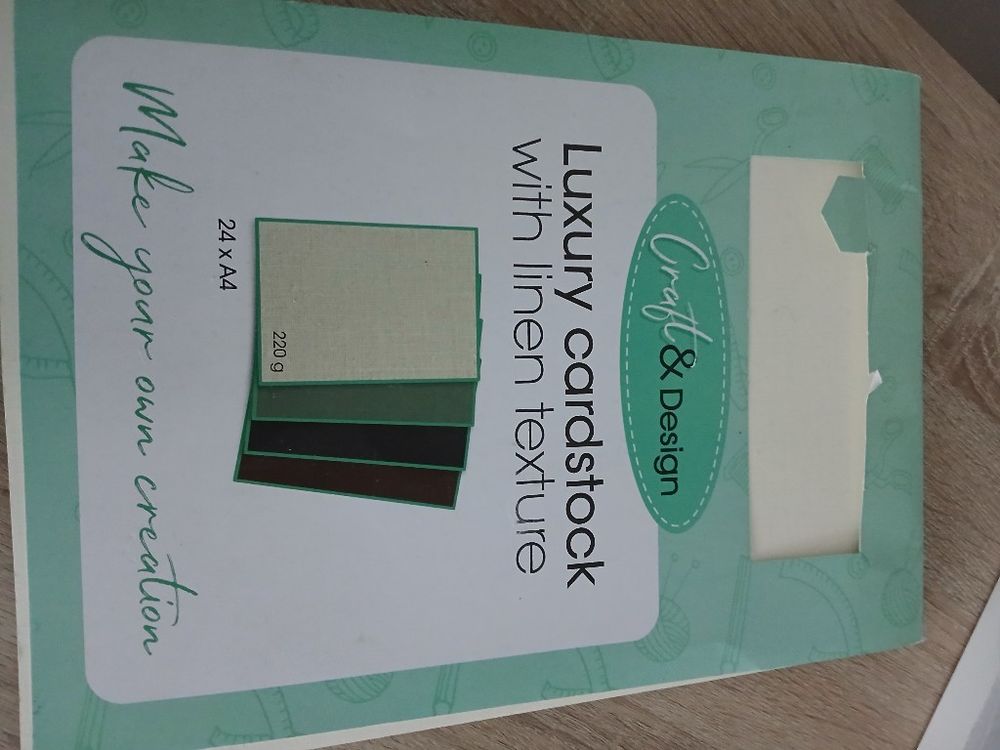 Craft & Design
Luxury cardstock
with linen texture
220 g
24 x A4
Make your own creation